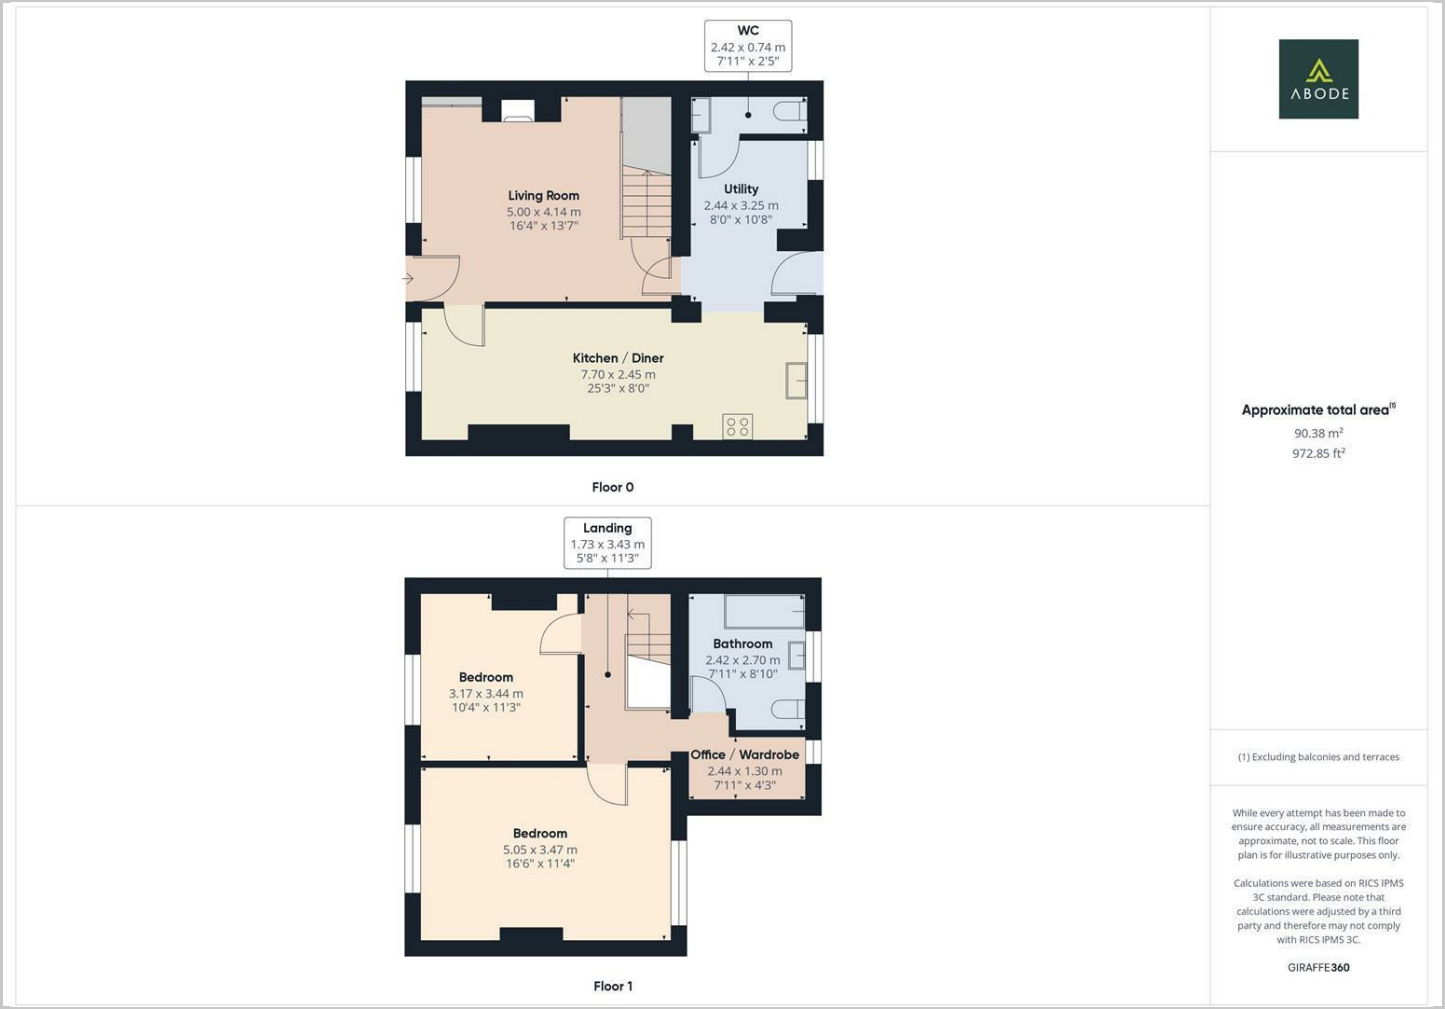 WC
2.42 x 0.74 m
7'11" x 2'5"
Living Room
5.00 x 4.14 m
16'4" x 13'7"
Utility
2.44 x 3.25 m
8'0" x 10'8"
Kitchen / Diner
7.70 x 2.45 m
25'3" x 8'0"
Floor 0
Landing
1.73 x 3.43 m
5'8" x 11'3"
Bedroom
3.17 x 3.44 m
10'4" x 11'3"
Bathroom
2.42 x 2.70 m
7'11" x 8'10"
Office / Wardrobe
2.44 x 1.30 m
7'11" x 4'3"
Bedroom
5.05 x 3.47 m
16'6" x 11'4"
Floor 1
ABODE
Approximate total area(1)
90.38 m²
972.85 ft²
(1) Excluding balconies and terraces
While every attempt has been made to
ensure accuracy, all measurements are
approximate, not to scale. This floor
plan is for illustrative purposes only.
Calculations were based on RICS IPMS
3C standard. Please note that
calculations were adjusted by a third
party and therefore may not comply
with RICS IPMS 3C.
GIRAFFE360